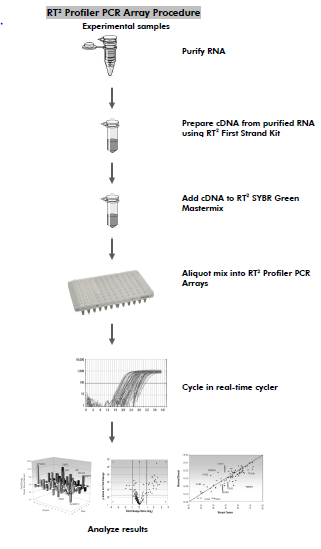 RT² Profiler PCR Array Procedure
Experimental samples
Purify RNA
Prepare cDNA from purified RNA
using RT² First Strand Kit
Add cDNA to RT² SYBR Green
Mastermix
Aliquot mix into RT² Profiler PCR
Arrays
Cycle in real-time cycler
Analyze results